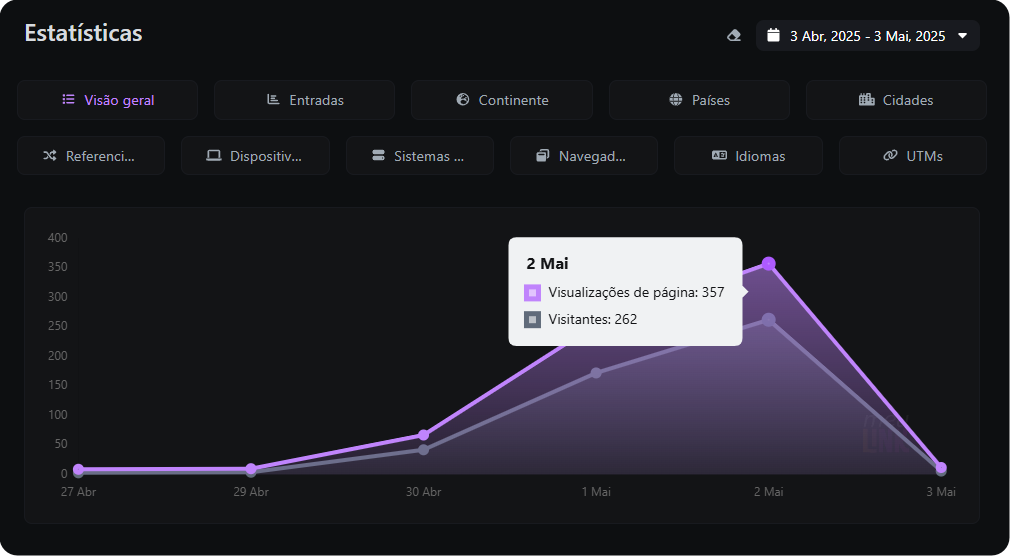 Estatísticas
3 Abr, 2025 - 3 Mai, 2025
Visão geral
Entradas
Continente
Países
Cidades
Referenci...
Dispositiv...
Sistemas ...
Navegad...
Idiomas
UTMs
400
350
300
250
200
150
100
50
0
2 Mai
Visualizações de página: 357
Visitantes: 262
27 Abr
29 Abr
30 Abr
1 Mai
2 Mai
3 Mai